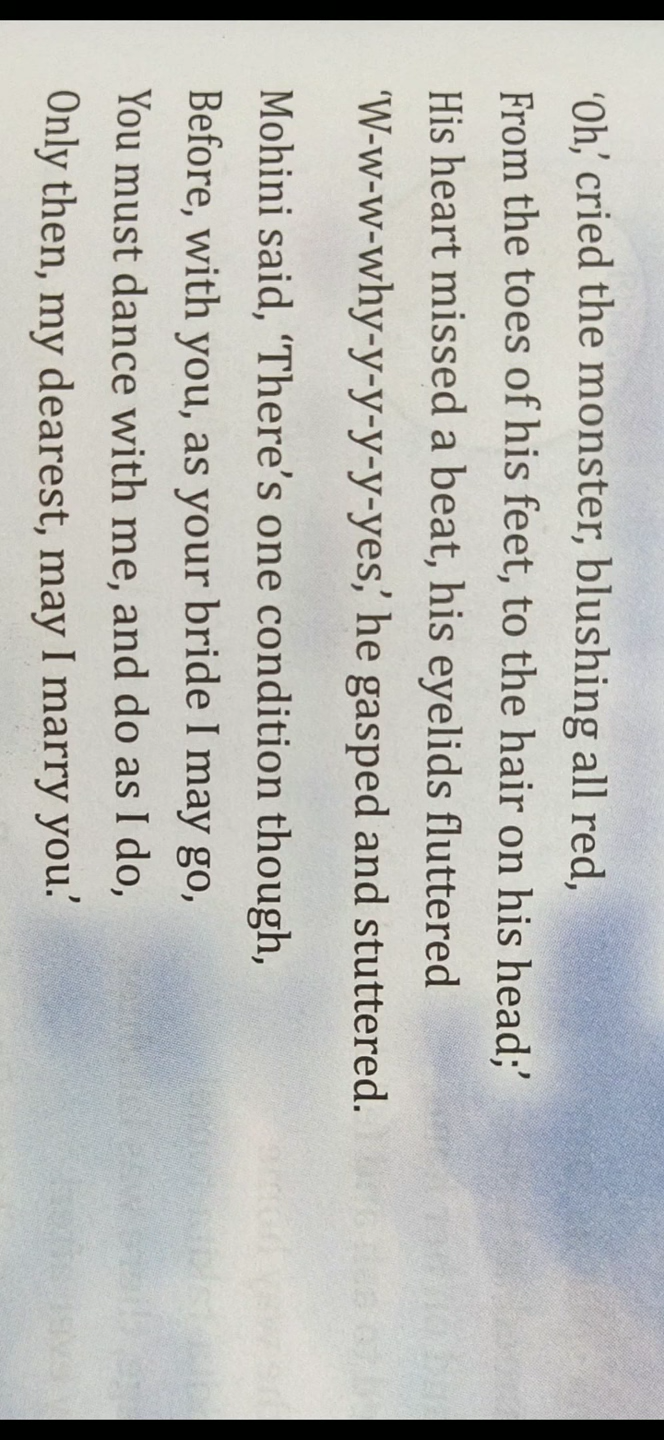 ‘Oh,’ cried the monster, blushing all red,
From the toes of his feet, to the hair on his head;’
His heart missed a beat, his eyelids fluttered
‘W-w-w-why-y-y-y-y-yes,’ he gasped and stuttered.
Mohini said, ‘There’s one condition though,
Before, with you, as your bride I may go,
You must dance with me, and do as I do,
Only then, my dearest, may I marry you.’